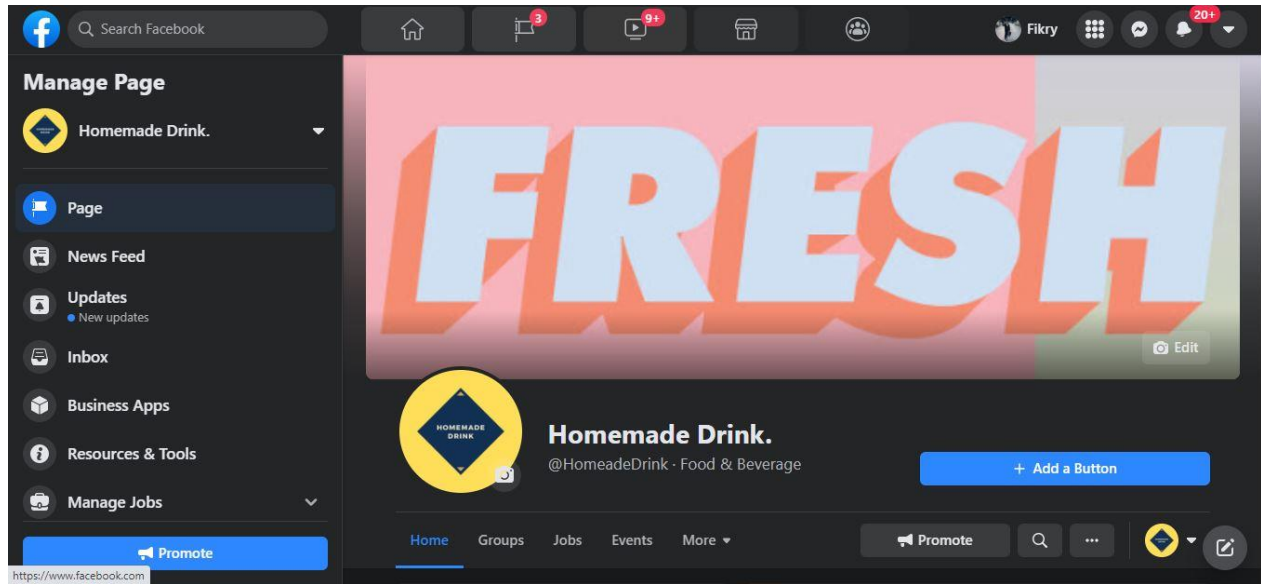 Search Facebook
3
9+
Fikry
20+
Manage Page
Homemade Drink.
Page
News Feed
Updates
New updates
Inbox
Business Apps
Resources & Tools
Manage Jobs
Promote
https://www.facebook.com
FRESH
Edit
HOMEMADE
DRINK
Homemade Drink.
@HomeadeDrink · Food & Beverage
+ Add a Button
Home Groups Jobs Events More
Promote